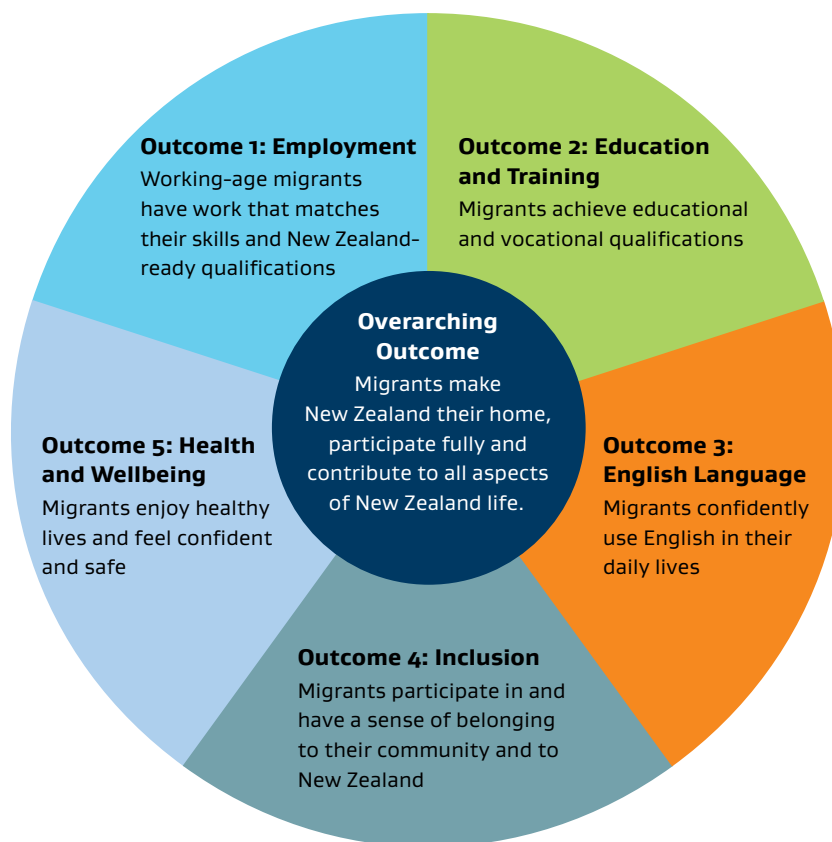 Outcome 1: Employment
Working-age migrants
have work that matches
their skills and New Zealand-
ready qualifications
Outcome 2: Education
and Training
Migrants achieve educational
and vocational qualifications
Overarching
Outcome
Migrants make
New Zealand their home,
participate fully and
contribute to all aspects
of New Zealand life.
Outcome 3:
English Language
Migrants confidently
use English in their
daily lives
Outcome 4: Inclusion
Migrants participate in and
have a sense of belonging
to their community and to
New Zealand
Outcome 5: Health
and Wellbeing
Migrants enjoy healthy
lives and feel confident
and safe